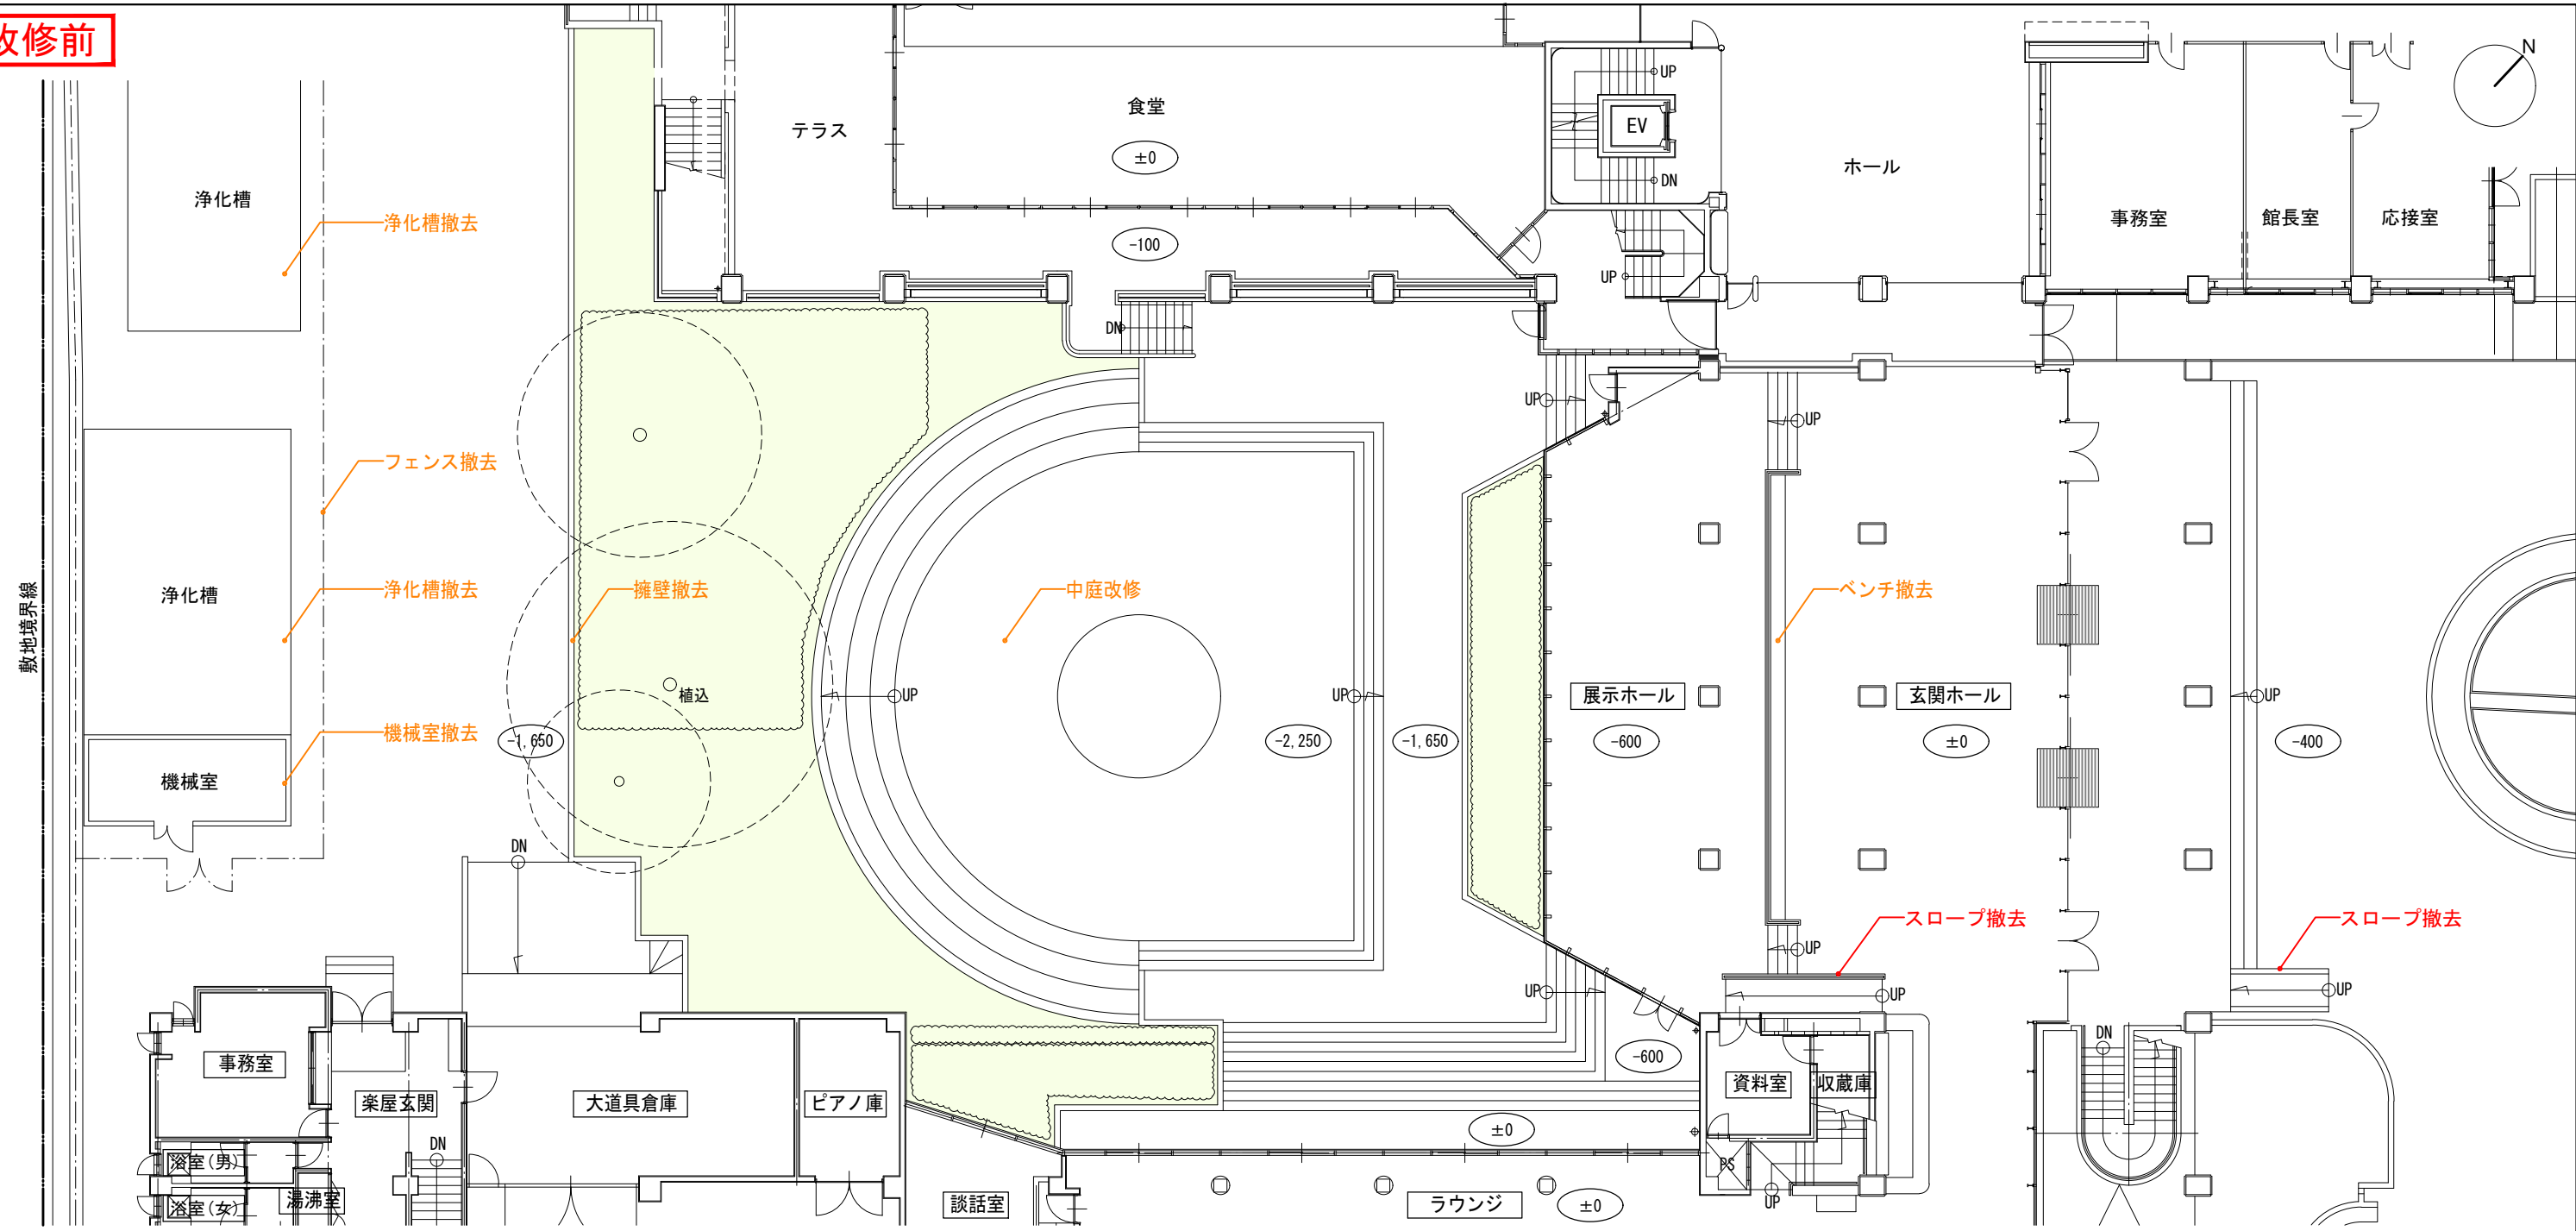 改修前
N
UP
食堂
EV
テラス
±0
ホール
DN
浄化槽
事務室
館長室
応接室
浄化槽撤去
-100
UP
DN
UP
UP
フェンス撤去
敷地境界線
浄化槽
浄化槽撤去
擁壁撤去
中庭改修
ベンチ撤去
植込
UP
UP
展示ホール
玄関ホール
UP
機械室撤去
-1,650
-2,250
-1,650
-600
±0
-400
機械室
DN
スロープ撤去
スロープ撤去
UP
UP
UP
UP
DN
事務室
-600
資料室
収蔵庫
楽屋玄関
大道具倉庫
ピアノ庫
±0
DN
浴室(男)
PS
湯沸室
談話室
ラウンジ
±0
UP
浴室(女)